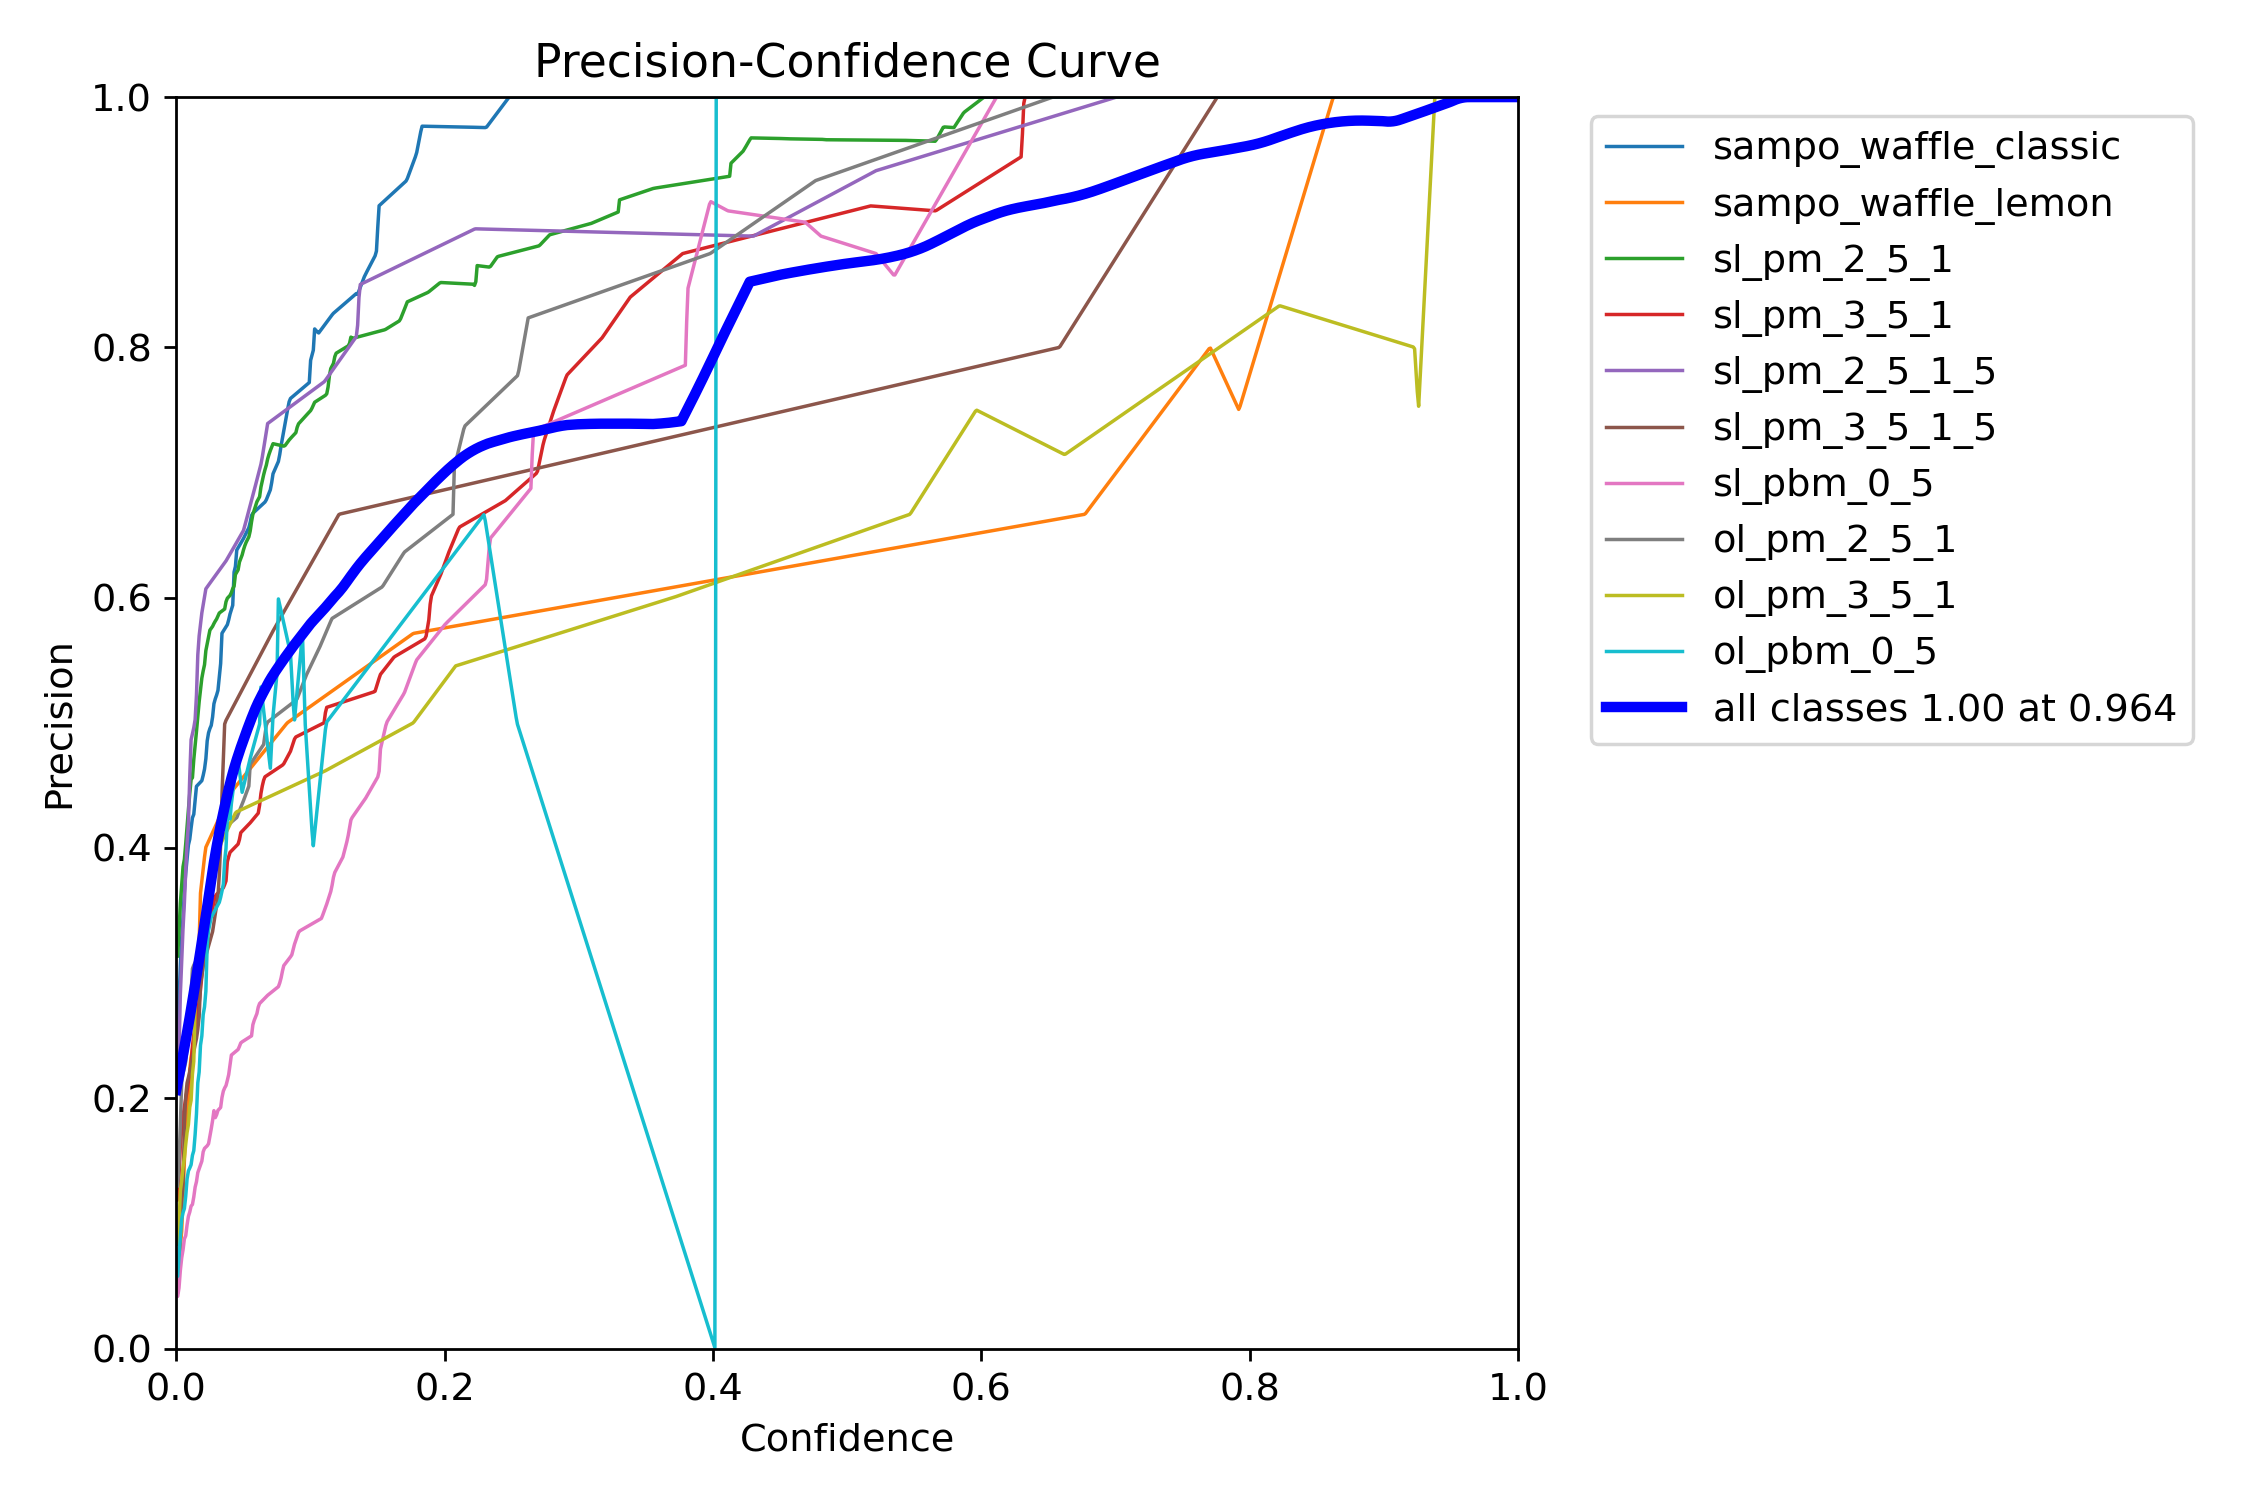 Precision-Confidence Curve
1.0
0.8
0.6
0.4
0.2
0.0
Precision
0.0 0.2 0.4 0.6 0.8 1.0
Confidence
sampo_waffle_classic
sampo_waffle_lemon
sl_pm_2_5_1
sl_pm_3_5_1
sl_pm_2_5_1_5
sl_pm_3_5_1_5
sl_pbm_0_5
ol_pm_2_5_1
ol_pm_3_5_1
ol_pbm_0_5
all classes 1.00 at 0.964